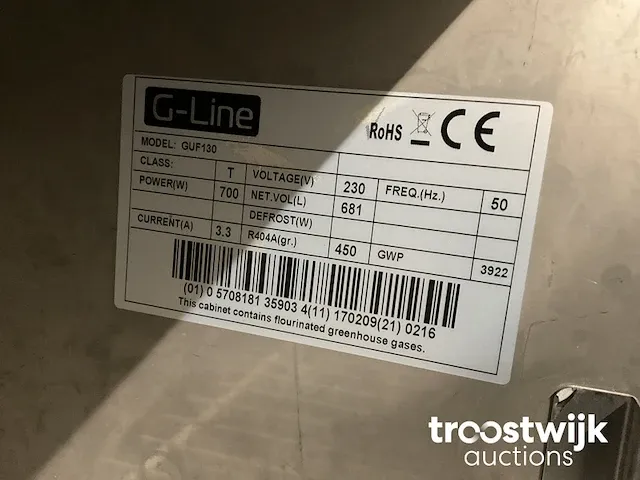 G-Line
RoHS CE
MODEL: GUF130
CLASS: T VOLTAGE(V) 230 FREQ.(Hz.) 50
POWER(W) 700 NET.VOL(L) 681
DEFROST(W)
CURRENT(A) 3.3 R404A(gr.) 450 GWP 3922
(01) 0 5708181 35903 4(11) 170209(21) 0216
This cabinet contains flourinated greenhouse gases.
troostwijk
auctions